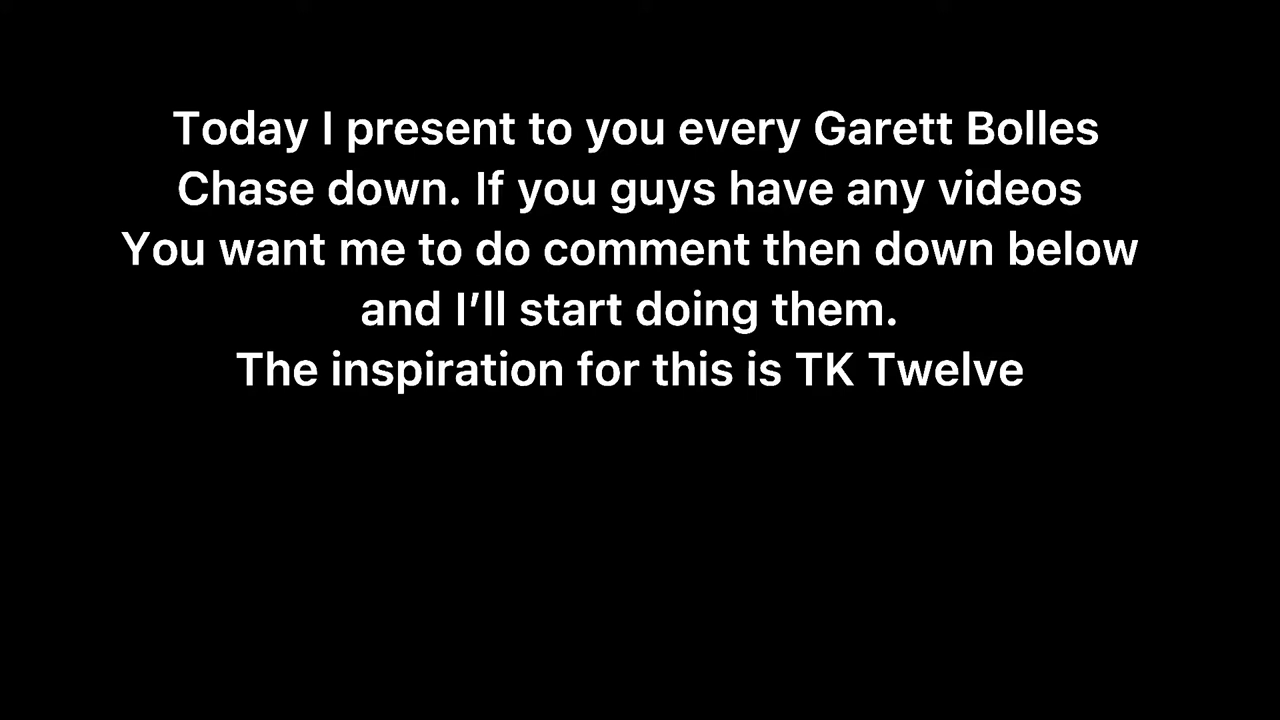 Today I present to you every Garett Bolles
Chase down. If you guys have any videos
You want me to do comment then down below
and I’ll start doing them.
The inspiration for this is TK Twelve